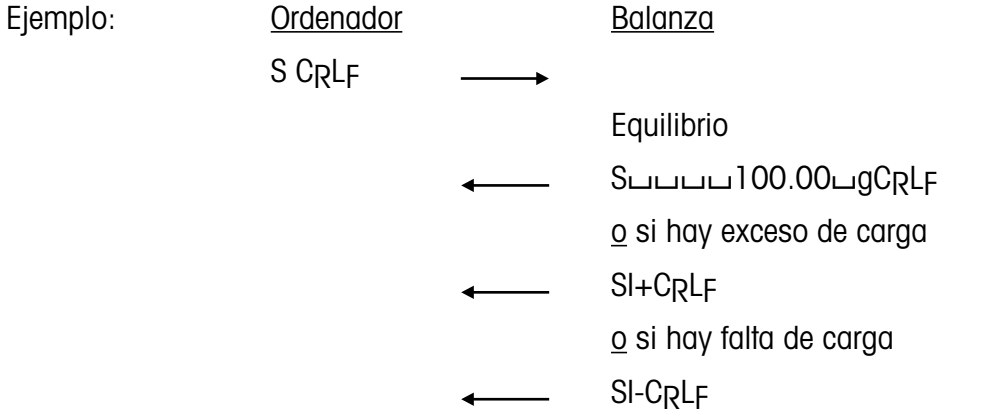 Ejemplo: Ordenador Balanza
S CRLF
Equilibrio
S␣␣␣␣100.00␣gCRLF
o si hay exceso de carga
SI+CRLF
o si hay falta de carga
SI-CRLF